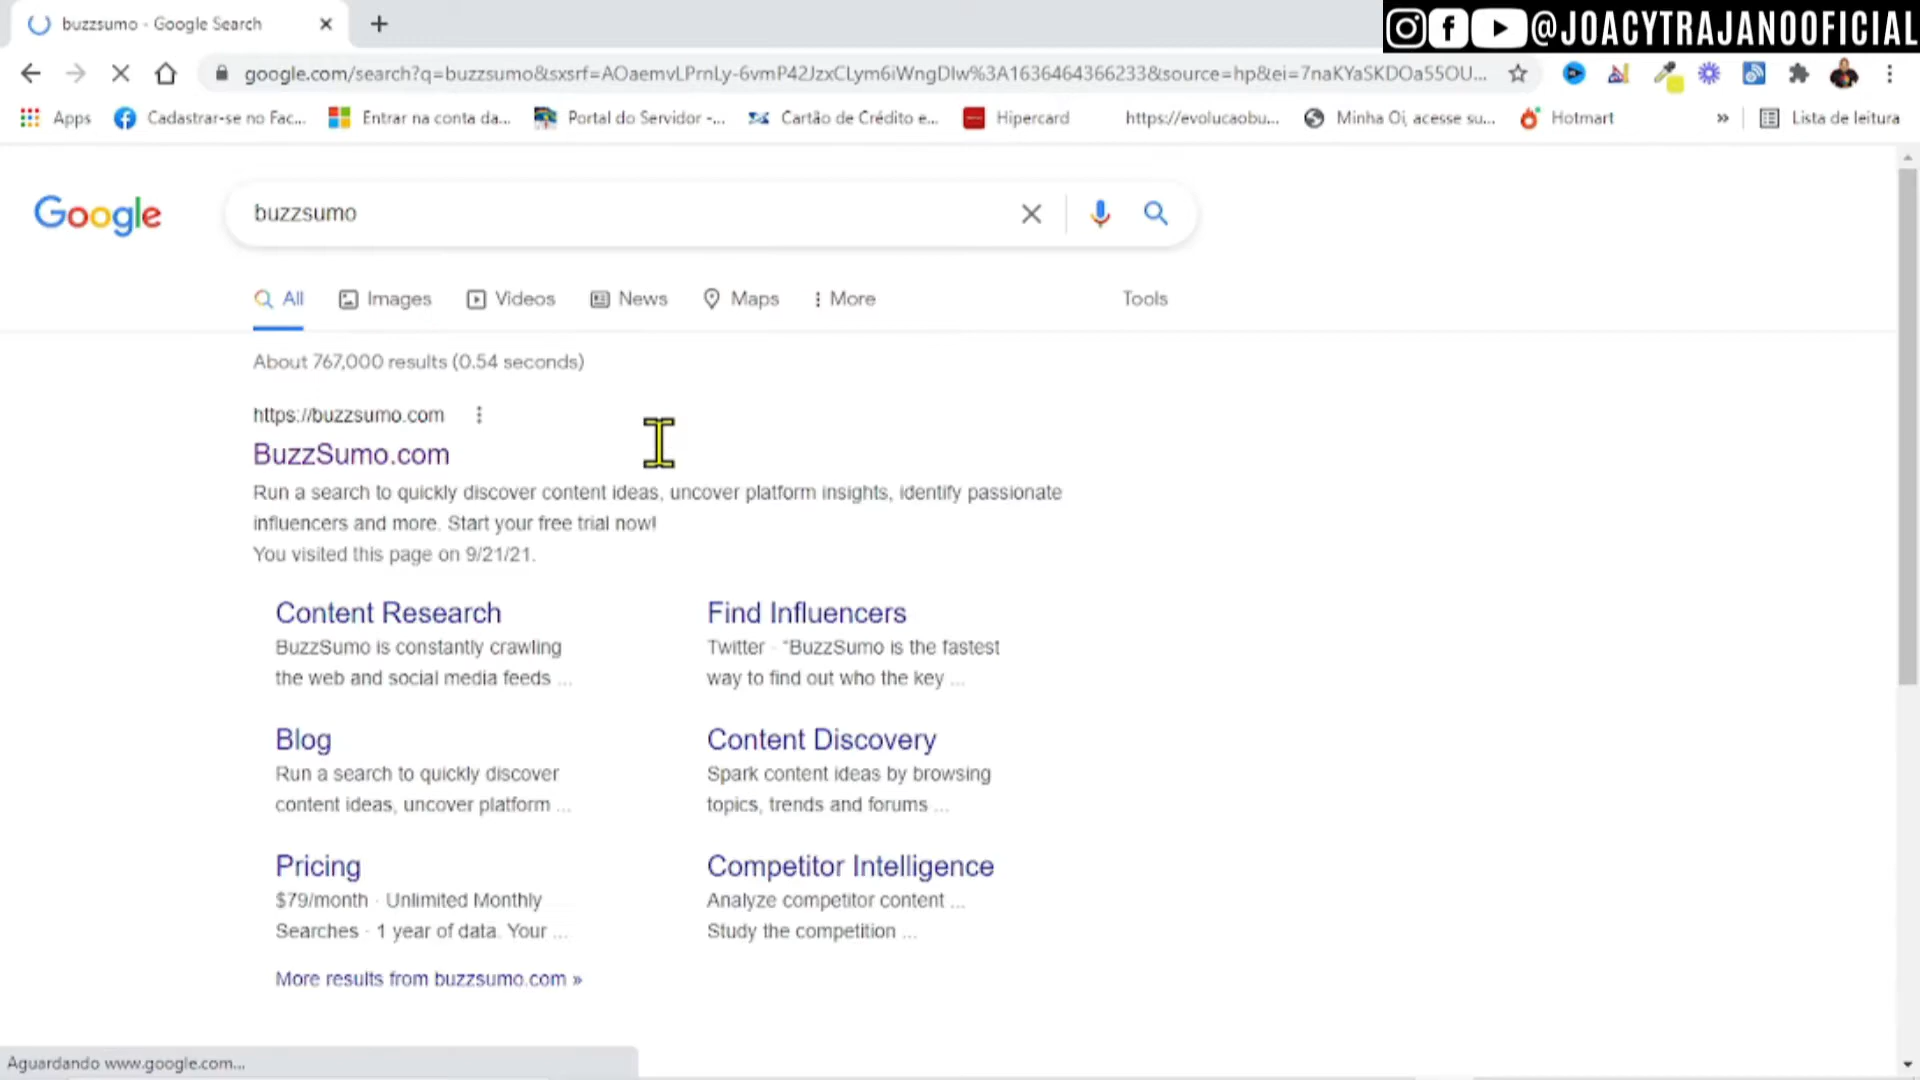 buzzsumo - Google Search
@JOACYTRAJANOOFICIAL
google.com/search?q=buzzsumo&sxsrf=AOaemvLPrnLy-6vmP42JzxCLym6iWngDIw%3A1636464366233&source=hp&ei=7naKYaSKDOa55OU...
Apps
Cadastrar-se no Fac...
Entrar na conta da...
Portal do Servidor -...
Cartão de Crédito e...
Hipercard
https://evolucaobu...
Minha Oi, acesse su...
Hotmart
»
Lista de leitura
Google
buzzsumo
All
Images
Videos
News
Maps
More
Tools
About 767,000 results (0.54 seconds)
https://buzzsumo.com
BuzzSumo.com
Run a search to quickly discover content ideas, uncover platform insights, identify passionate
influencers and more. Start your free trial now!
You visited this page on 9/21/21.
Content Research
BuzzSumo is constantly crawling
the web and social media feeds ...
Find Influencers
Twitter · "BuzzSumo is the fastest
way to find out who the key ...
Blog
Run a search to quickly discover
content ideas, uncover platform ...
Content Discovery
Spark content ideas by browsing
topics, trends and forums ...
Pricing
$79/month · Unlimited Monthly
Searches · 1 year of data. Your ...
Competitor Intelligence
Analyze competitor content ...
Study the competition ...
More results from buzzsumo.com »
Aguardando www.google.com...